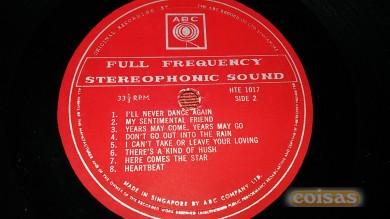 ABC
FULL FREQUENCY
STEREOPHONIC SOUND
33⅓ R.P.M.
HTE 1017
SIDE 2
1. I'LL NEVER DANCE AGAIN
2. MY SENTIMENTAL FRIEND
3. YEARS MAY COME, YEARS MAY GO
4. DON'T GO OUT INTO THE RAIN
5. I CAN'T TAKE OR LEAVE YOUR LOVING
6. THERE'S A KIND OF HUSH
7. HERE COMES THE STAR
8. HEARTBEAT
MADE IN SINGAPORE BY ABC COMPANY LTD.
coisas